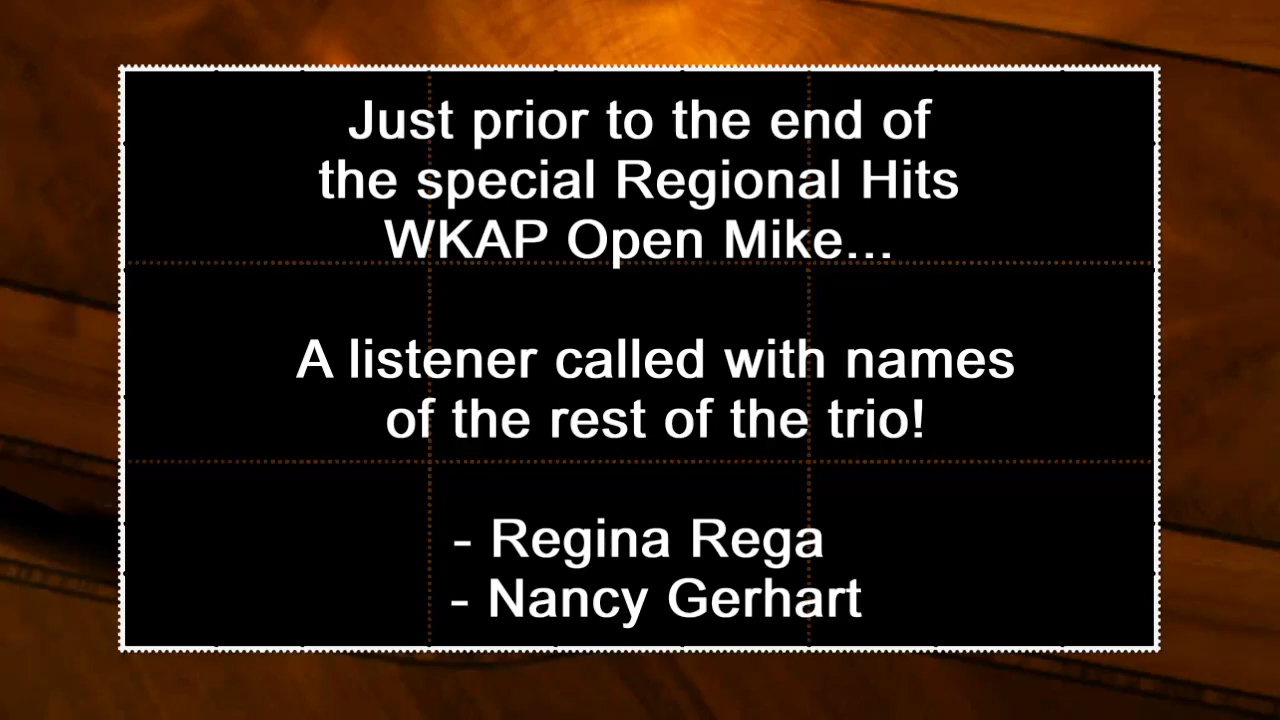 Just prior to the end of
the special Regional Hits
WKAP Open Mike...
A listener called with names
of the rest of the trio!
- Regina Rega
- Nancy Gerhart